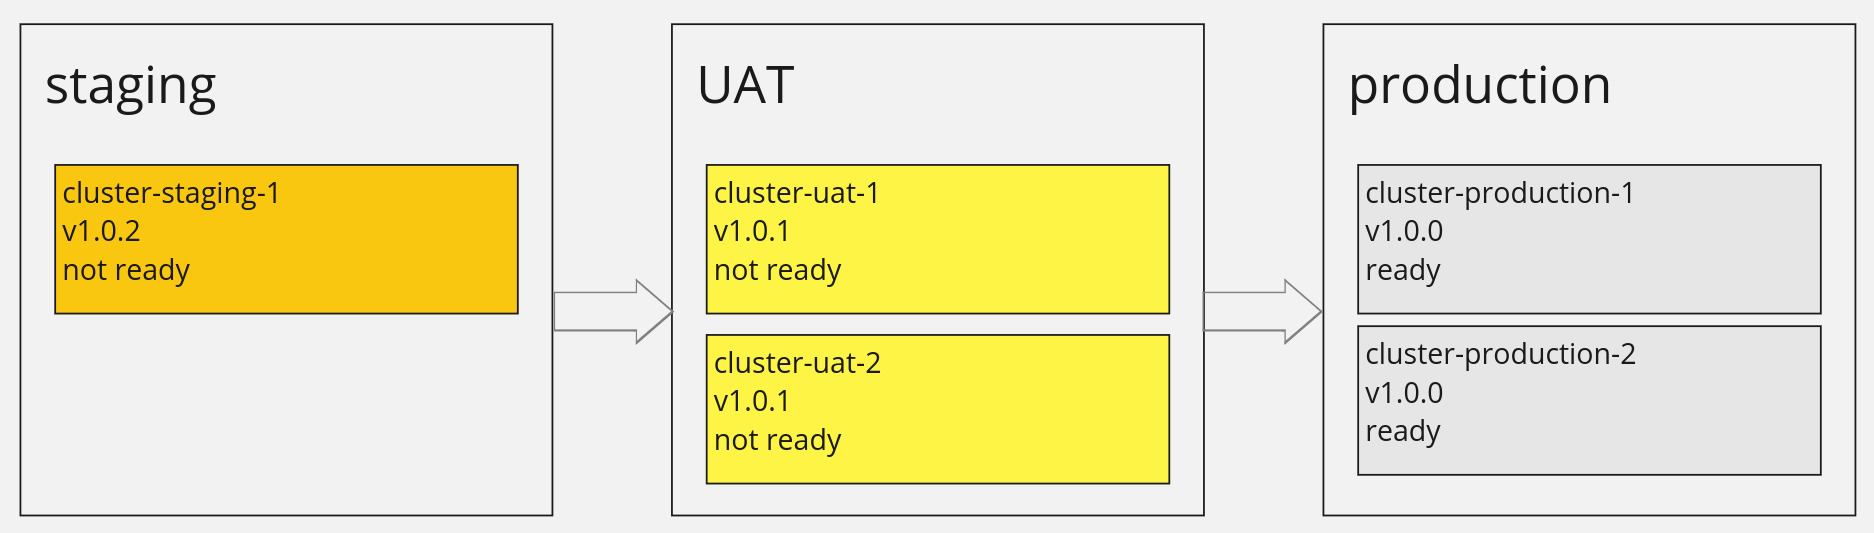 staging
cluster-staging-1
v1.0.2
not ready
UAT
cluster-uat-1
v1.0.1
not ready
cluster-uat-2
v1.0.1
not ready
production
cluster-production-1
v1.0.0
ready
cluster-production-2
v1.0.0
ready